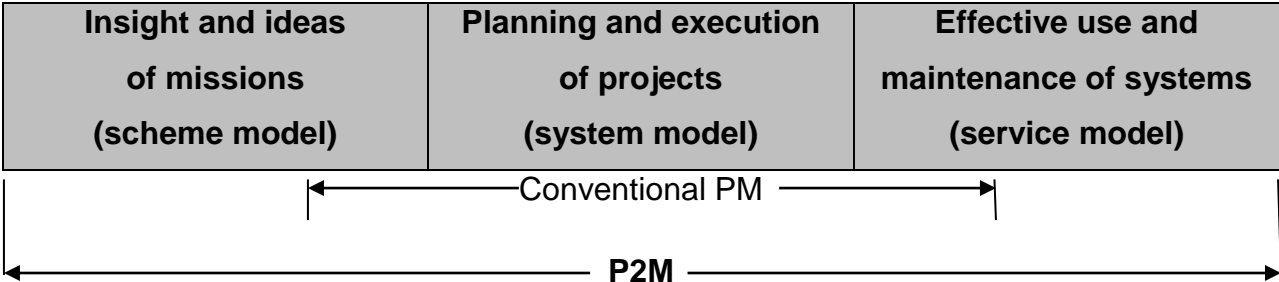 Insight and ideas
of missions
(scheme model)
Planning and execution
of projects
(system model)
Effective use and
maintenance of systems
(service model)
Conventional PM
P2M